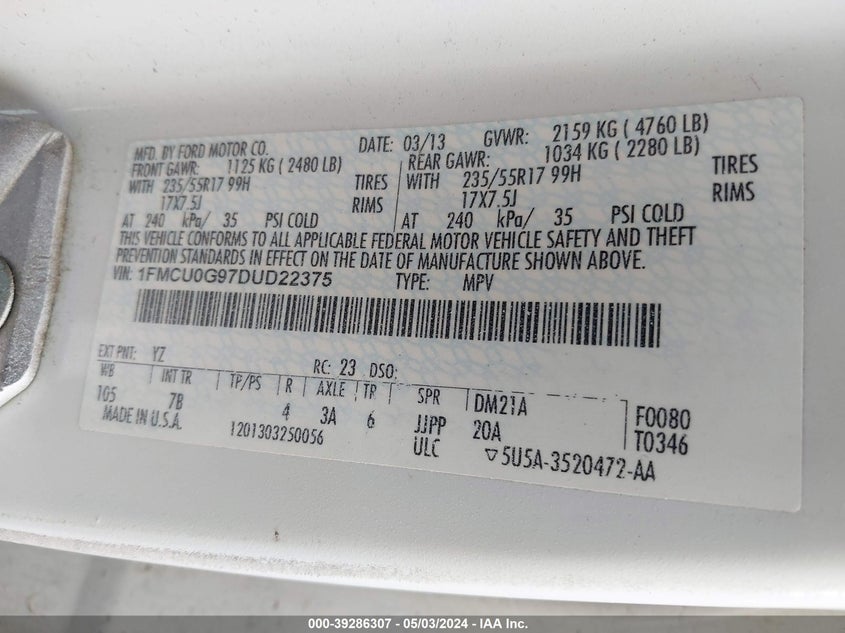 MFD. BY FORD MOTOR CO. DATE: 03/13 GVWR: 2159 KG ( 4760 LB)
FRONT GAWR: 1125 KG ( 2480 LB) REAR GAWR: 1034 KG ( 2280 LB)
WITH 235/55R17 99H TIRES WITH 235/55R17 99H TIRES
17X7.5J RIMS 17X7.5J RIMS
AT 240 kPa/ 35 PSI COLD AT 240 kPa/ 35 PSI COLD
THIS VEHICLE CONFORMS TO ALL APPLICABLE FEDERAL MOTOR VEHICLE SAFETY AND THEFT
PREVENTION STANDARDS IN EFFECT ON THE DATE OF MANUFACTURE SHOWN ABOVE.
VIN: 1FMCU0G97DUD22375 TYPE: MPV
EXT PNT: YZ RC: 23 DSO:
WB INT TR TP/PS R AXLE TR SPR DM21A F0080
105 7B 4 3A 6 JJPP 20A T0346
MADE IN U.S.A. 1201303250056 ULC ▽5U5A-3520472-AA
000-39286307 - 05/03/2024 - IAA Inc.